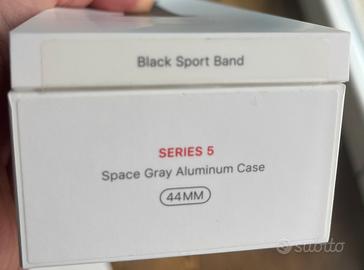 Black Sport Band
SERIES 5
Space Gray Aluminum Case
44MM
subito